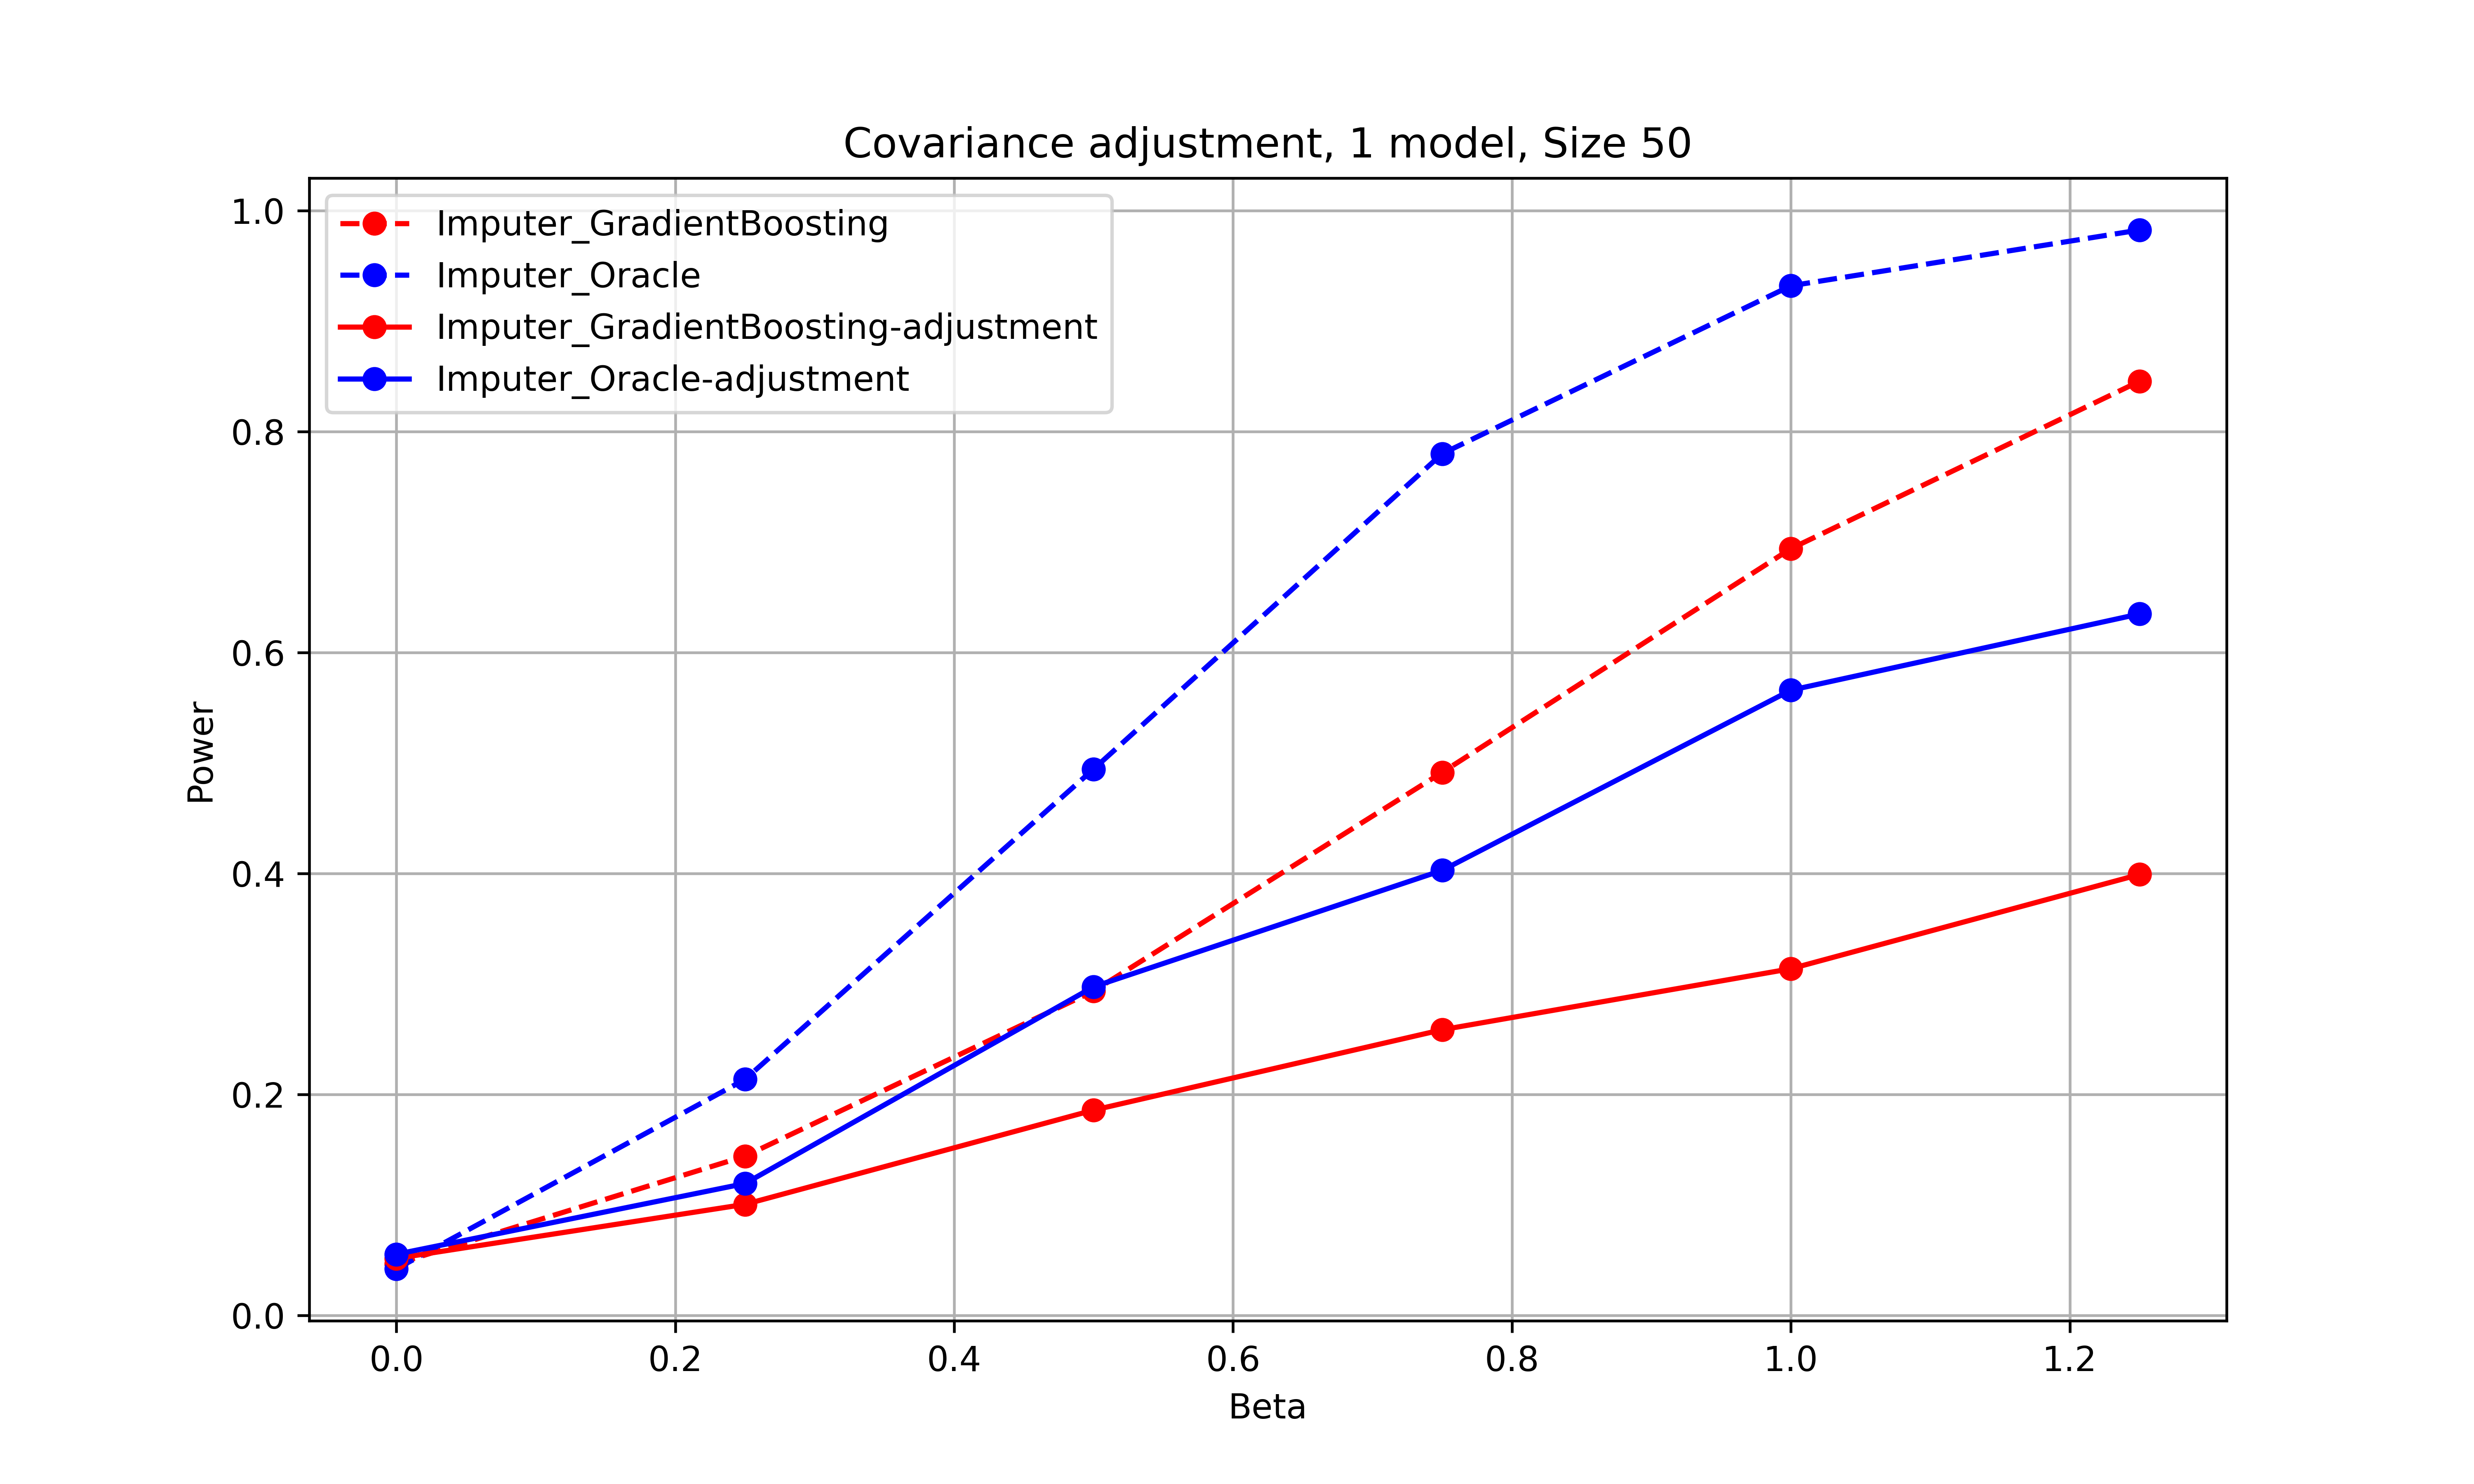 Covariance adjustment, 1 model, Size 50
Imputer_GradientBoosting
Imputer_Oracle
Imputer_GradientBoosting-adjustment
Imputer_Oracle-adjustment
1.0
0.8
0.6
0.4
0.2
0.0
Power
0.0 0.2 0.4 0.6 0.8 1.0 1.2
Beta